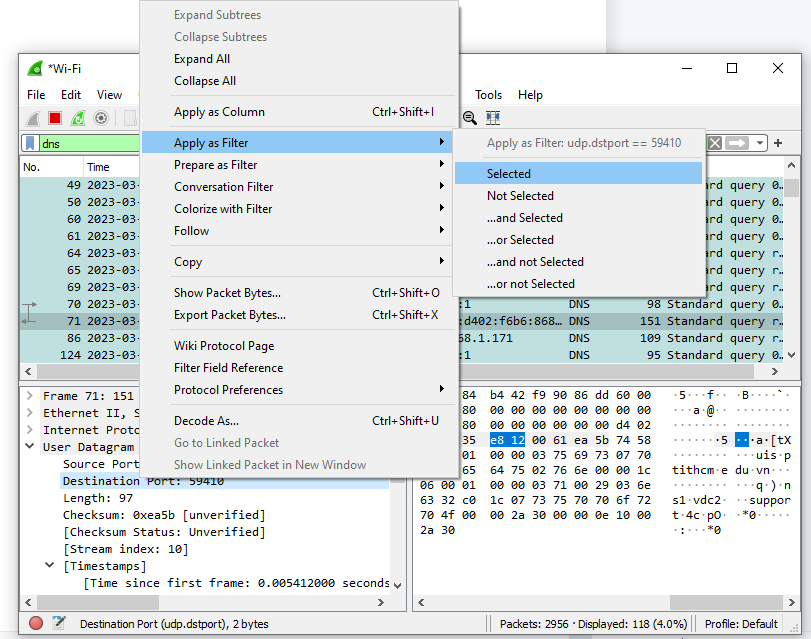 Expand Subtrees
Collapse Subtrees
Expand All
Collapse All
Apply as Column Ctrl+Shift+I
Apply as Filter
Prepare as Filter
Conversation Filter
Colorize with Filter
Follow
Copy
Show Packet Bytes... Ctrl+Shift+O
Export Packet Bytes... Ctrl+Shift+X
Wiki Protocol Page
Filter Field Reference
Protocol Preferences
Decode As... Ctrl+Shift+U
Go to Linked Packet
Show Linked Packet in New Window
Apply as Filter: udp.dstport == 59410
Selected
Not Selected
...and Selected
...or Selected
...and not Selected
...or not Selected
*Wi-Fi
File Edit View Tools Help
dns
No. Time
49 2023-03- ard query 0…
50 2023-03- ard query 0…
60 2023-03- ard query 0…
61 2023-03- ard query 0…
64 2023-03- ard query r…
65 2023-03- ard query r…
69 2023-03- ard query r…
70 2023-03- :1 DNS 98 Standard query 0…
71 2023-03- :d402:f6b6:868… DNS 151 Standard query r…
86 2023-03- 58.1.171 DNS 109 Standard query r…
124 2023-03- :1 DNS 95 Standard query 0…
Frame 71: 151
Ethernet II, S
Internet Proto
User Datagram
Source Port
Destination Port: 59410
Length: 97
Checksum: 0xea5b [unverified]
[Checksum Status: Unverified]
[Stream index: 10]
[Timestamps]
[Time since first frame: 0.005412000 seconds
84 b4 42 f9 90 86 dd 60 00 ·5···f·· B····`·
80 00 00 00 00 00 00 00 00 ···a·@··
80 00 00 00 00 00 00 d4 02
35 e8 12 00 61 ea 5b 74 58 ·······5 ···a·[tX
01 00 00 03 75 69 70 07 75 ········ ···uip·u
65 64 75 02 76 6e 00 00 1c ptithcm·e du·vn···
06 00 01 00 00 03 71 00 29 03 6e ········ ··q·)·n
63 32 c0 1c 07 73 75 70 70 6f 72 s1·vdc2· ·suppor
70 4f 00 00 2a 30 00 00 0e 10 00 t·4cpO·· *0······
2a 30 ·:···*0
Destination Port (udp.dstport), 2 bytes
Packets: 2956 · Displayed: 118 (4.0%)
Profile: Default